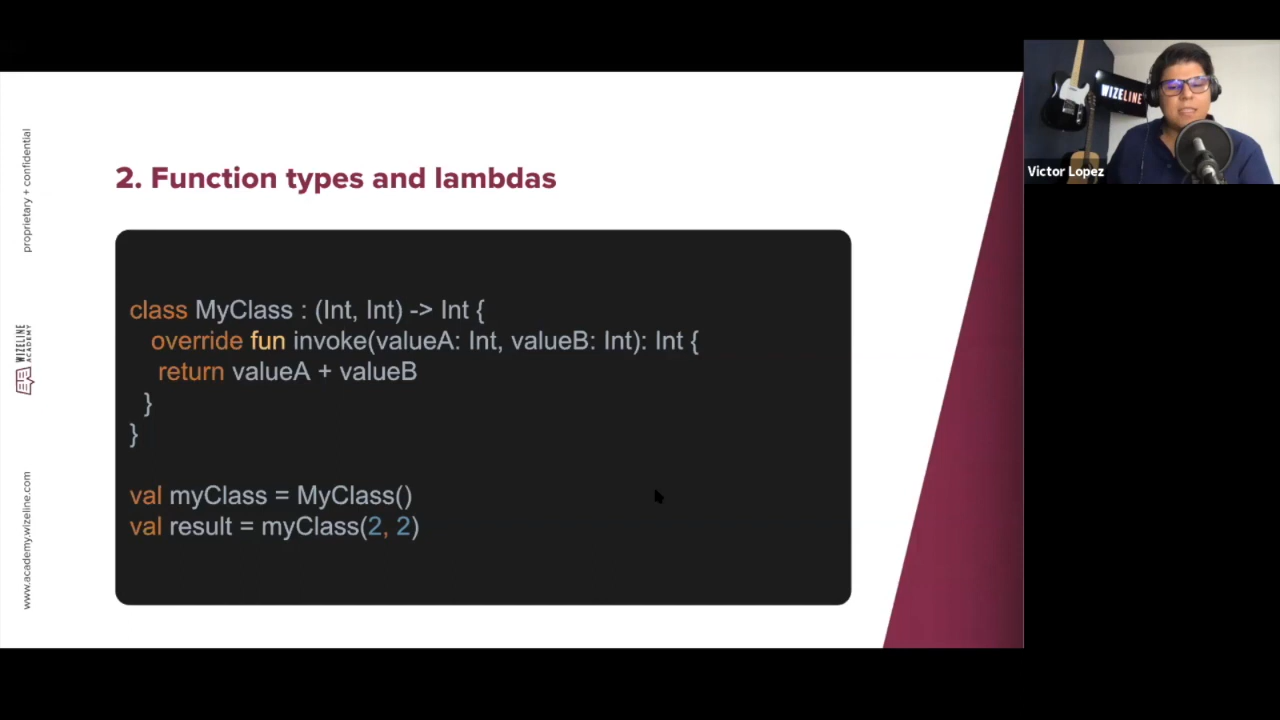 2. Function types and lambdas
class MyClass : (Int, Int) -> Int {
override fun invoke(valueA: Int, valueB: Int): Int {
return valueA + valueB
}
}
val myClass = MyClass()
val result = myClass(2, 2)
proprietary + confidential
WIZELINE
ACADEMY
www.academy.wizeline.com
WIZELINE
Victor Lopez